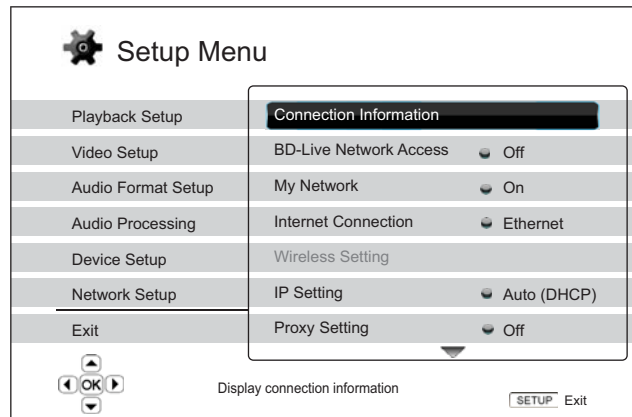 Setup Menu
Playback Setup
Video Setup
Audio Format Setup
Audio Processing
Device Setup
Network Setup
Exit
Connection Information
BD-Live Network Access Off
My Network On
Internet Connection Ethernet
Wireless Setting
IP Setting Auto (DHCP)
Proxy Setting Off
OK
Display connection information
SETUP Exit